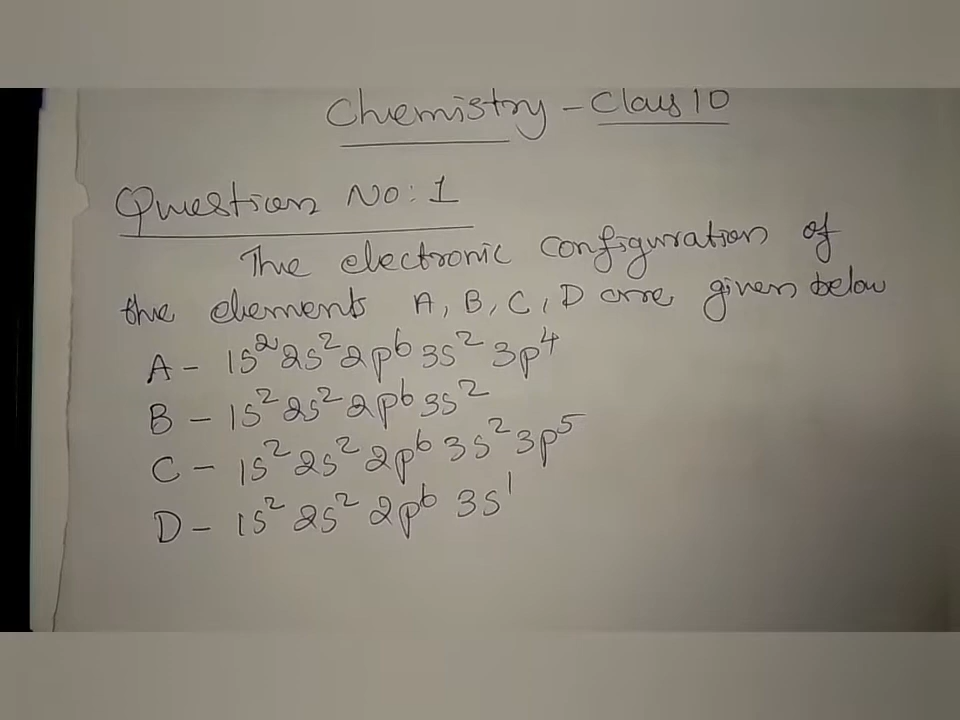 Chemistry - Class 10
Question No: 1
The electronic configuration of
the elements A, B, C, D are given below
A - 1s² 2s² 2p⁶ 3s² 3p⁴
B - 1s² 2s² 2p⁶ 3s²
C - 1s² 2s² 2p⁶ 3s² 3p⁵
D - 1s² 2s² 2p⁶ 3s¹